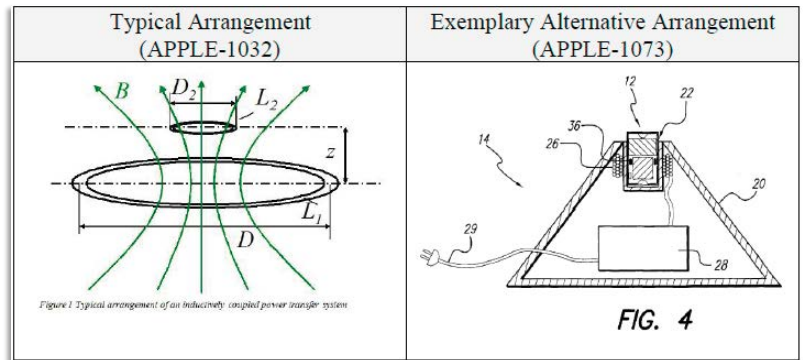 Typical Arrangement
(APPLE-1032)
Exemplary Alternative Arrangement
(APPLE-1073)
B
D2
L2
z
L1
D
Figure 1 Typical arrangement of an inductively coupled power transfer system
12
36
22
26
14
20
29
28
FIG. 4